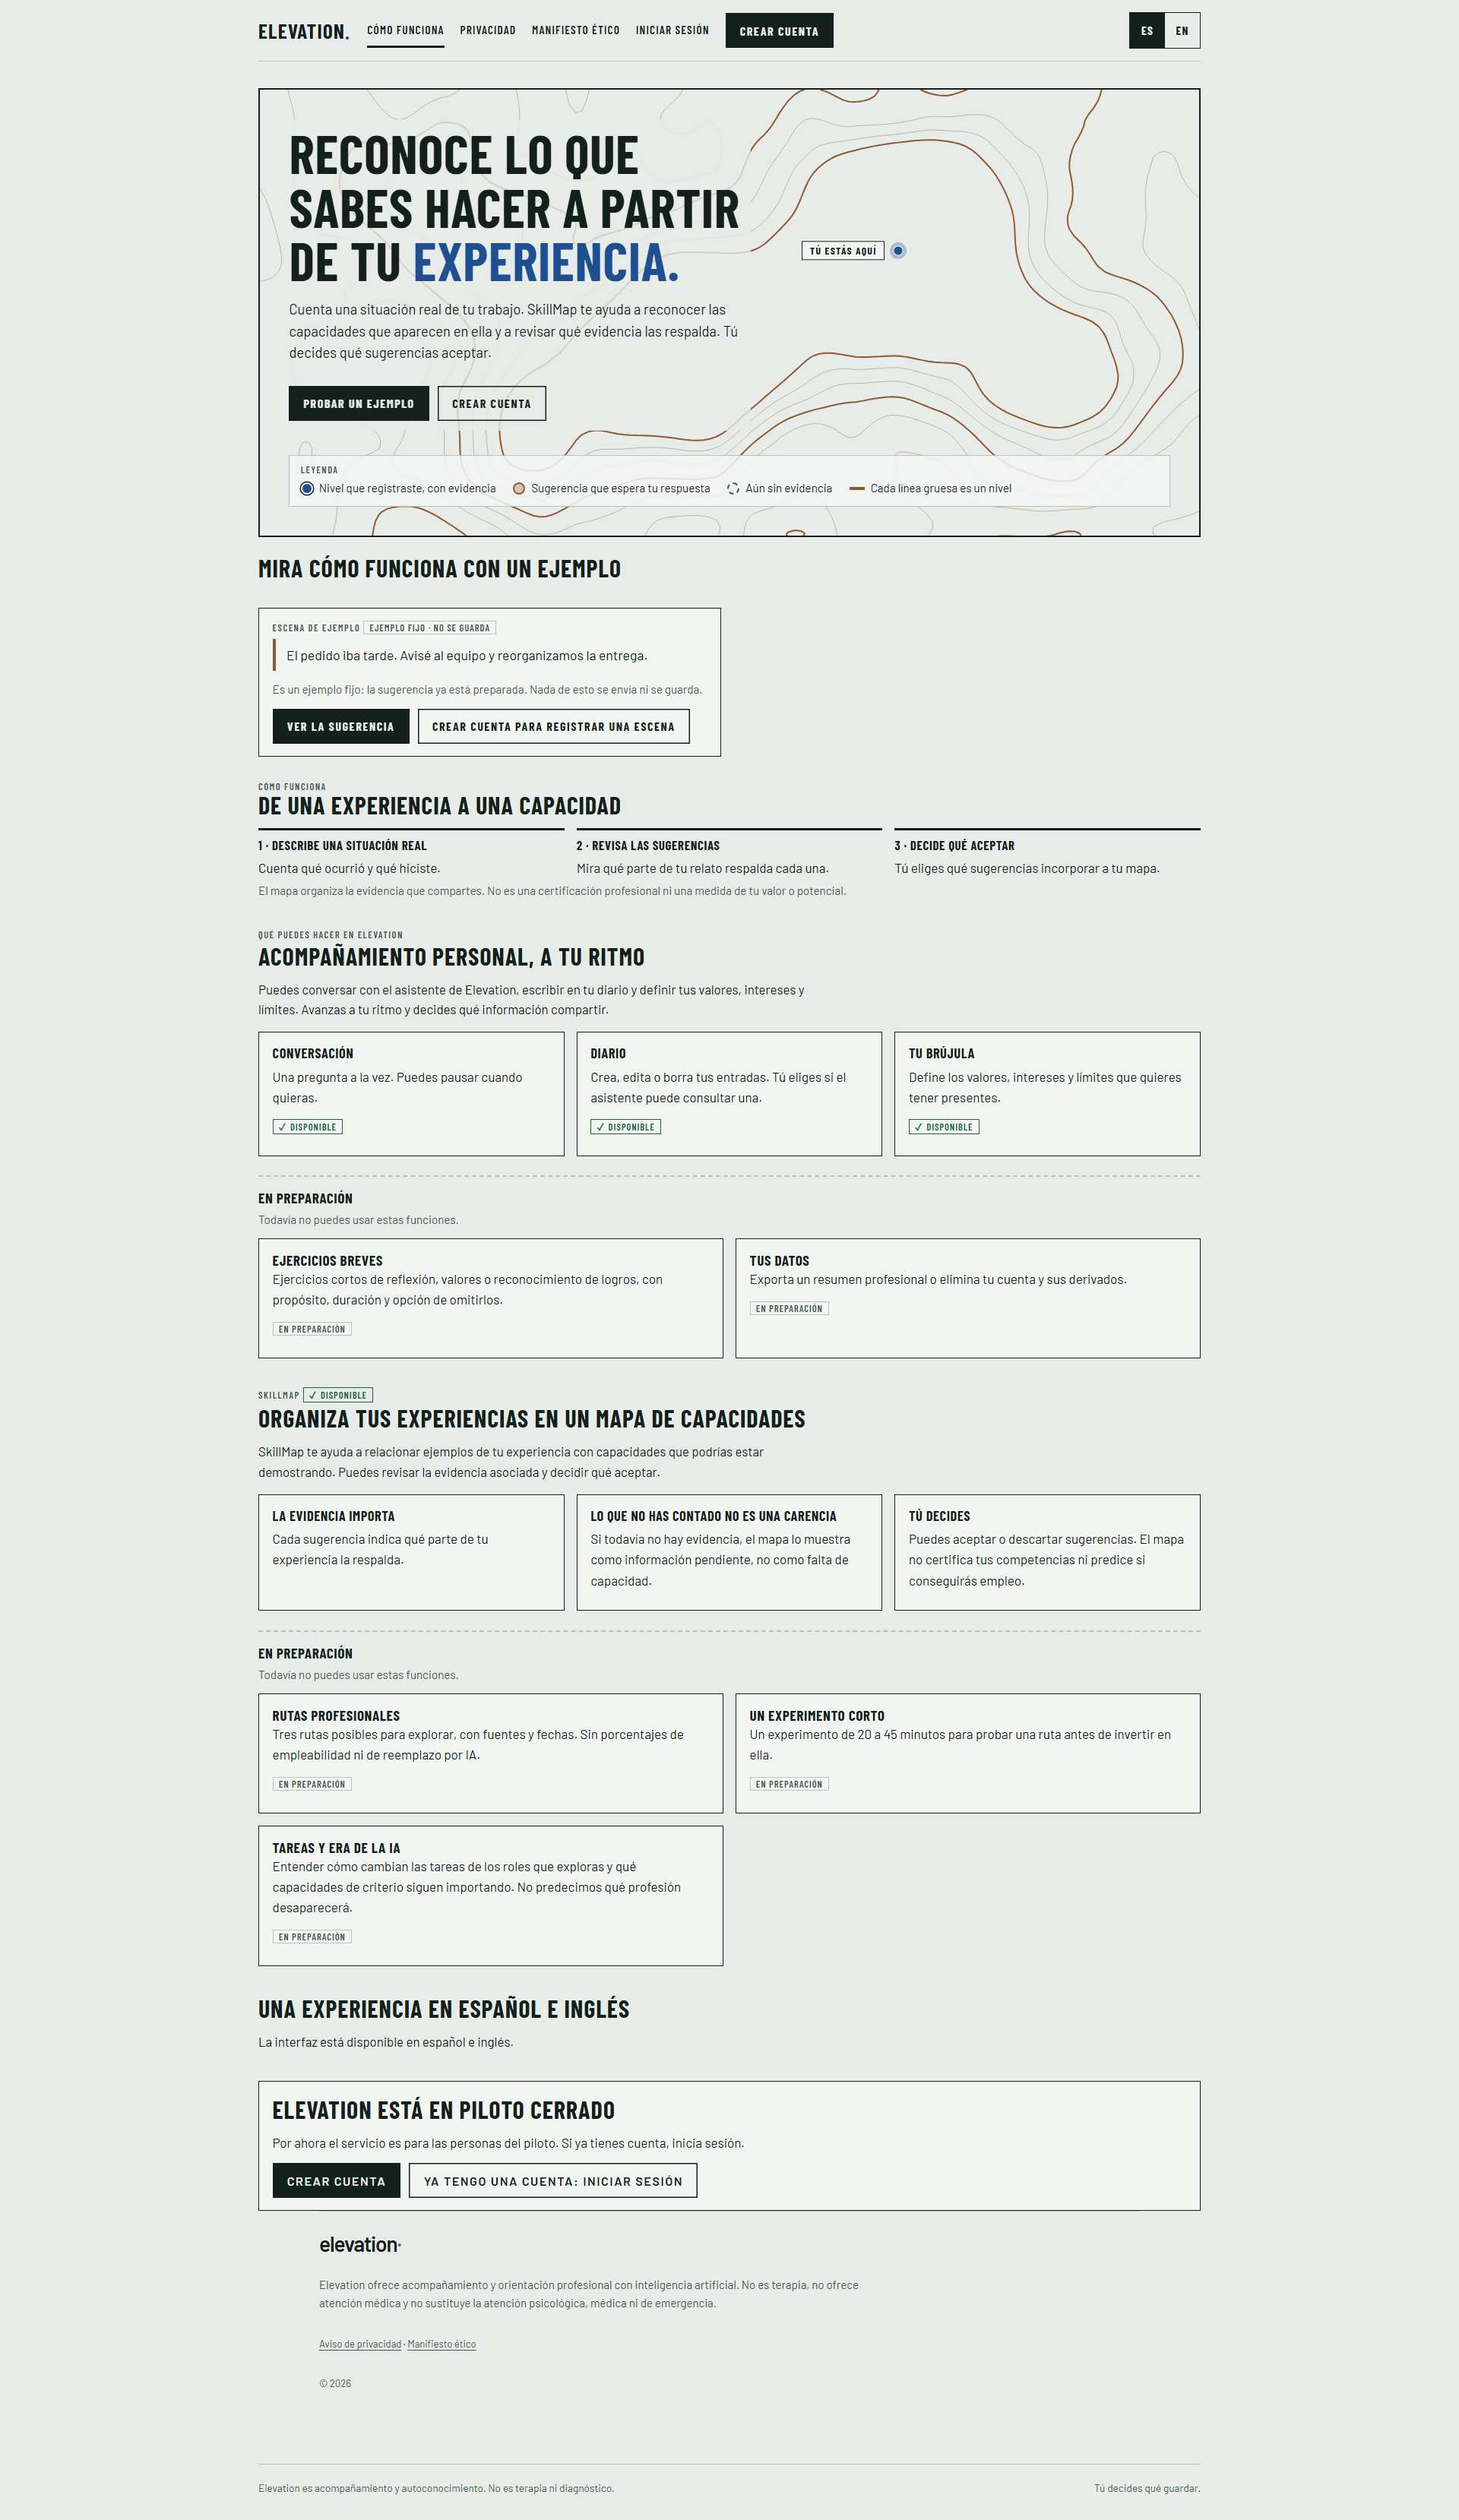 ELEVATION.
CÓMO FUNCIONA
PRIVACIDAD
MANIFIESTO ÉTICO
INICIAR SESIÓN
CREAR CUENTA
ES
EN
RECONOCE LO QUE
SABES HACER A PARTIR
DE TU EXPERIENCIA.
TÚ ESTÁS AQUÍ
Cuenta una situación real de tu trabajo. SkillMap te ayuda a reconocer las
capacidades que aparecen en ella y a revisar qué evidencia las respalda. Tú
decides qué sugerencias aceptar.
PROBAR UN EJEMPLO
CREAR CUENTA
LEYENDA
Nivel que registraste, con evidencia
Sugerencia que espera tu respuesta
Aún sin evidencia
Cada línea gruesa es un nivel
MIRA CÓMO FUNCIONA CON UN EJEMPLO
ESCENA DE EJEMPLO
EJEMPLO FIJO · NO SE GUARDA
El pedido iba tarde. Avisé al equipo y reorganizamos la entrega.
Es un ejemplo fijo: la sugerencia ya está preparada. Nada de esto se envía ni se guarda.
VER LA SUGERENCIA
CREAR CUENTA PARA REGISTRAR UNA ESCENA
CÓMO FUNCIONA
DE UNA EXPERIENCIA A UNA CAPACIDAD
1 · DESCRIBE UNA SITUACIÓN REAL
Cuenta qué ocurrió y qué hiciste.
2 · REVISA LAS SUGERENCIAS
Mira qué parte de tu relato respalda cada una.
3 · DECIDE QUÉ ACEPTAR
Tú eliges qué sugerencias incorporar a tu mapa.
El mapa organiza la evidencia que compartes. No es una certificación profesional ni una medida de tu valor o potencial.
QUÉ PUEDES HACER EN ELEVATION
ACOMPAÑAMIENTO PERSONAL, A TU RITMO
Puedes conversar con el asistente de Elevation, escribir en tu diario y definir tus valores, intereses y
límites. Avanzas a tu ritmo y decides qué información compartir.
CONVERSACIÓN
Una pregunta a la vez. Puedes pausar cuando
quieras.
✓ DISPONIBLE
DIARIO
Crea, edita o borra tus entradas. Tú eliges si el
asistente puede consultar una.
✓ DISPONIBLE
TU BRÚJULA
Define los valores, intereses y límites que quieres
tener presentes.
✓ DISPONIBLE
EN PREPARACIÓN
Todavía no puedes usar estas funciones.
EJERCICIOS BREVES
Ejercicios cortos de reflexión, valores o reconocimiento de logros, con
propósito, duración y opción de omitirlos.
EN PREPARACIÓN
TUS DATOS
Exporta un resumen profesional o elimina tu cuenta y sus derivados.
EN PREPARACIÓN
SKILLMAP
✓ DISPONIBLE
ORGANIZA TUS EXPERIENCIAS EN UN MAPA DE CAPACIDADES
SkillMap te ayuda a relacionar ejemplos de tu experiencia con capacidades que podrías estar
demostrando. Puedes revisar la evidencia asociada y decidir qué aceptar.
LA EVIDENCIA IMPORTA
Cada sugerencia indica qué parte de tu
experiencia la respalda.
LO QUE NO HAS CONTADO NO ES UNA CARENCIA
Si todavía no hay evidencia, el mapa lo muestra
como información pendiente, no como falta de
capacidad.
TÚ DECIDES
Puedes aceptar o descartar sugerencias. El mapa
no certifica tus competencias ni predice si
conseguirás empleo.
EN PREPARACIÓN
Todavía no puedes usar estas funciones.
RUTAS PROFESIONALES
Tres rutas posibles para explorar, con fuentes y fechas. Sin porcentajes de
empleabilidad ni de reemplazo por IA.
EN PREPARACIÓN
UN EXPERIMENTO CORTO
Un experimento de 20 a 45 minutos para probar una ruta antes de invertir en
ella.
EN PREPARACIÓN
TAREAS Y ERA DE LA IA
Entender cómo cambian las tareas de los roles que exploras y qué
capacidades de criterio siguen importando. No predecimos qué profesión
desaparecerá.
EN PREPARACIÓN
UNA EXPERIENCIA EN ESPAÑOL E INGLÉS
La interfaz está disponible en español e inglés.
ELEVATION ESTÁ EN PILOTO CERRADO
Por ahora el servicio es para las personas del piloto. Si ya tienes cuenta, inicia sesión.
CREAR CUENTA
YA TENGO UNA CUENTA: INICIAR SESIÓN
elevation·
Elevation ofrece acompañamiento y orientación profesional con inteligencia artificial. No es terapia, no ofrece
atención médica y no sustituye la atención psicológica, médica ni de emergencia.
Aviso de privacidad · Manifiesto ético
© 2026
Elevation es acompañamiento y autoconocimiento. No es terapia ni diagnóstico.
Tú decides qué guardar.